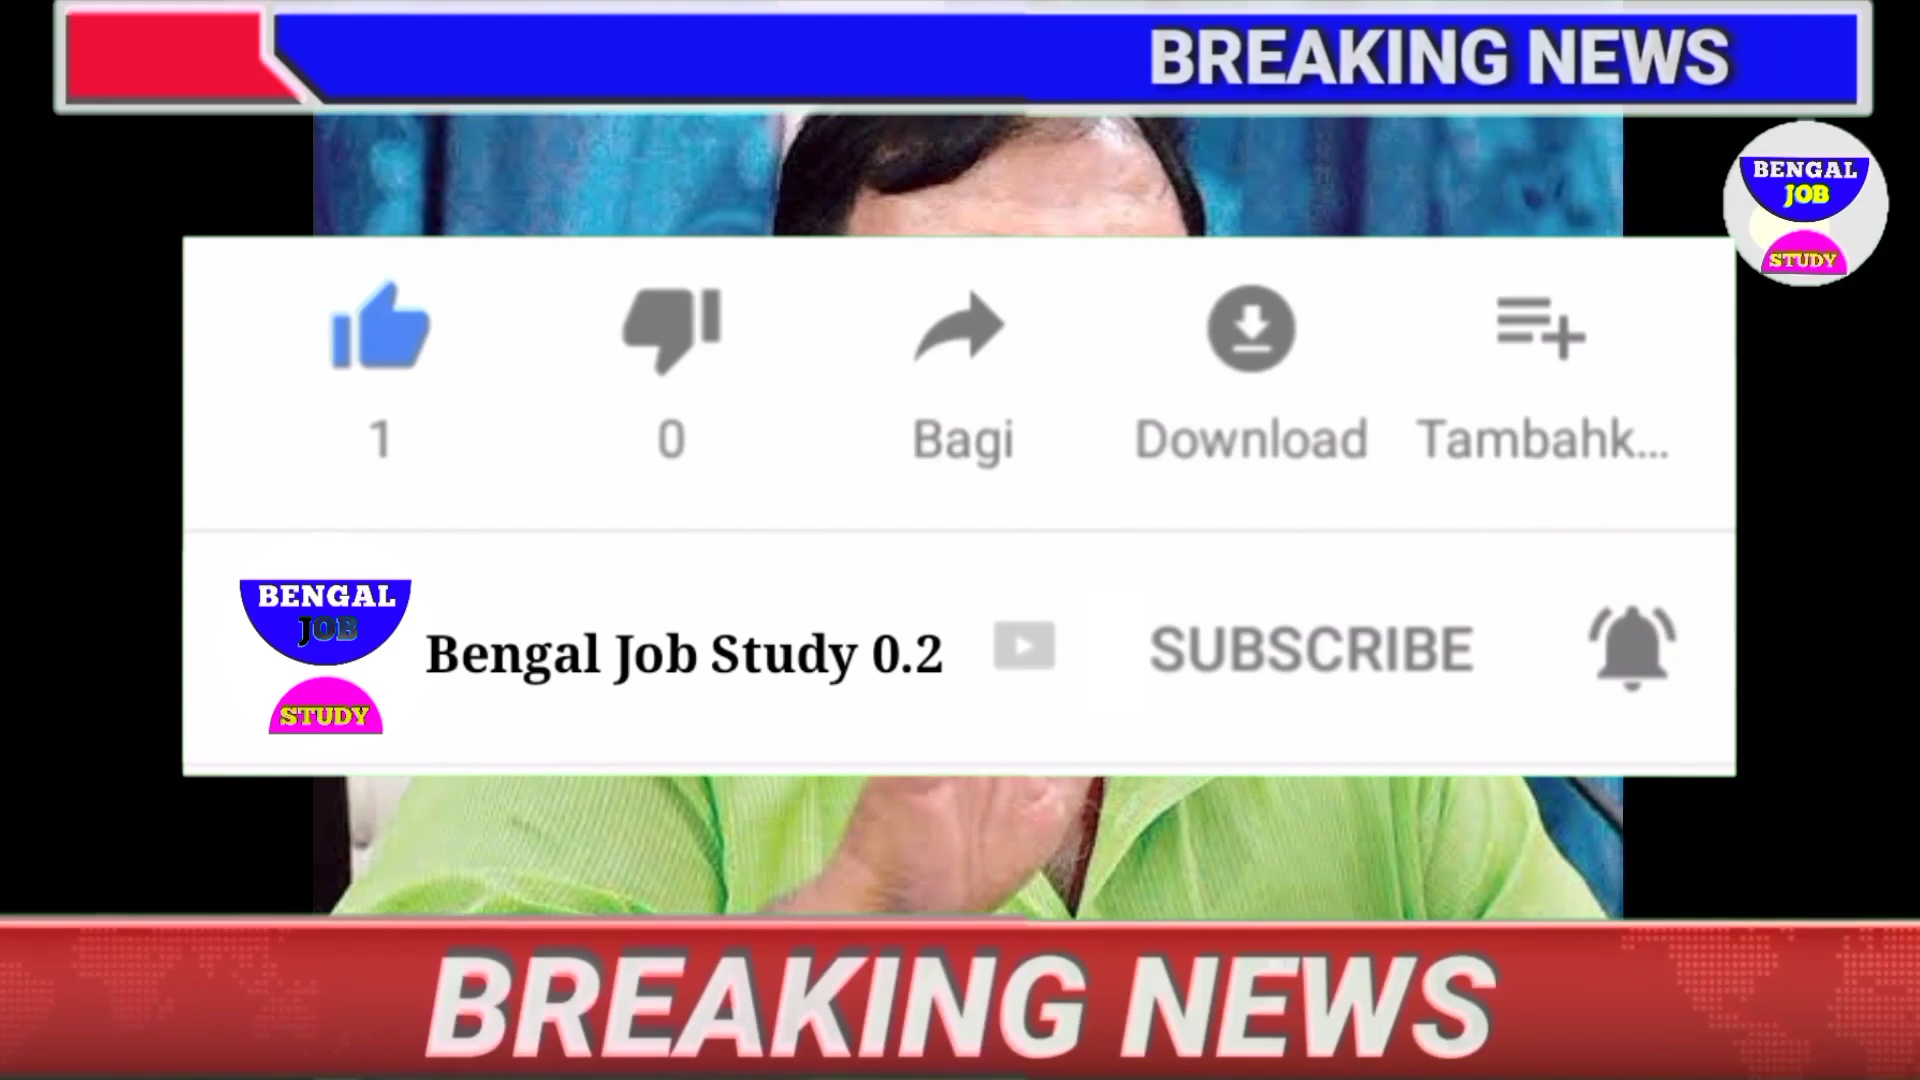 BREAKING NEWS
BENGAL
JOB
STUDY
1
0
Bagi
Download
Tambahk...
BENGAL
JOB
STUDY
Bengal Job Study 0.2
SUBSCRIBE
BREAKING NEWS